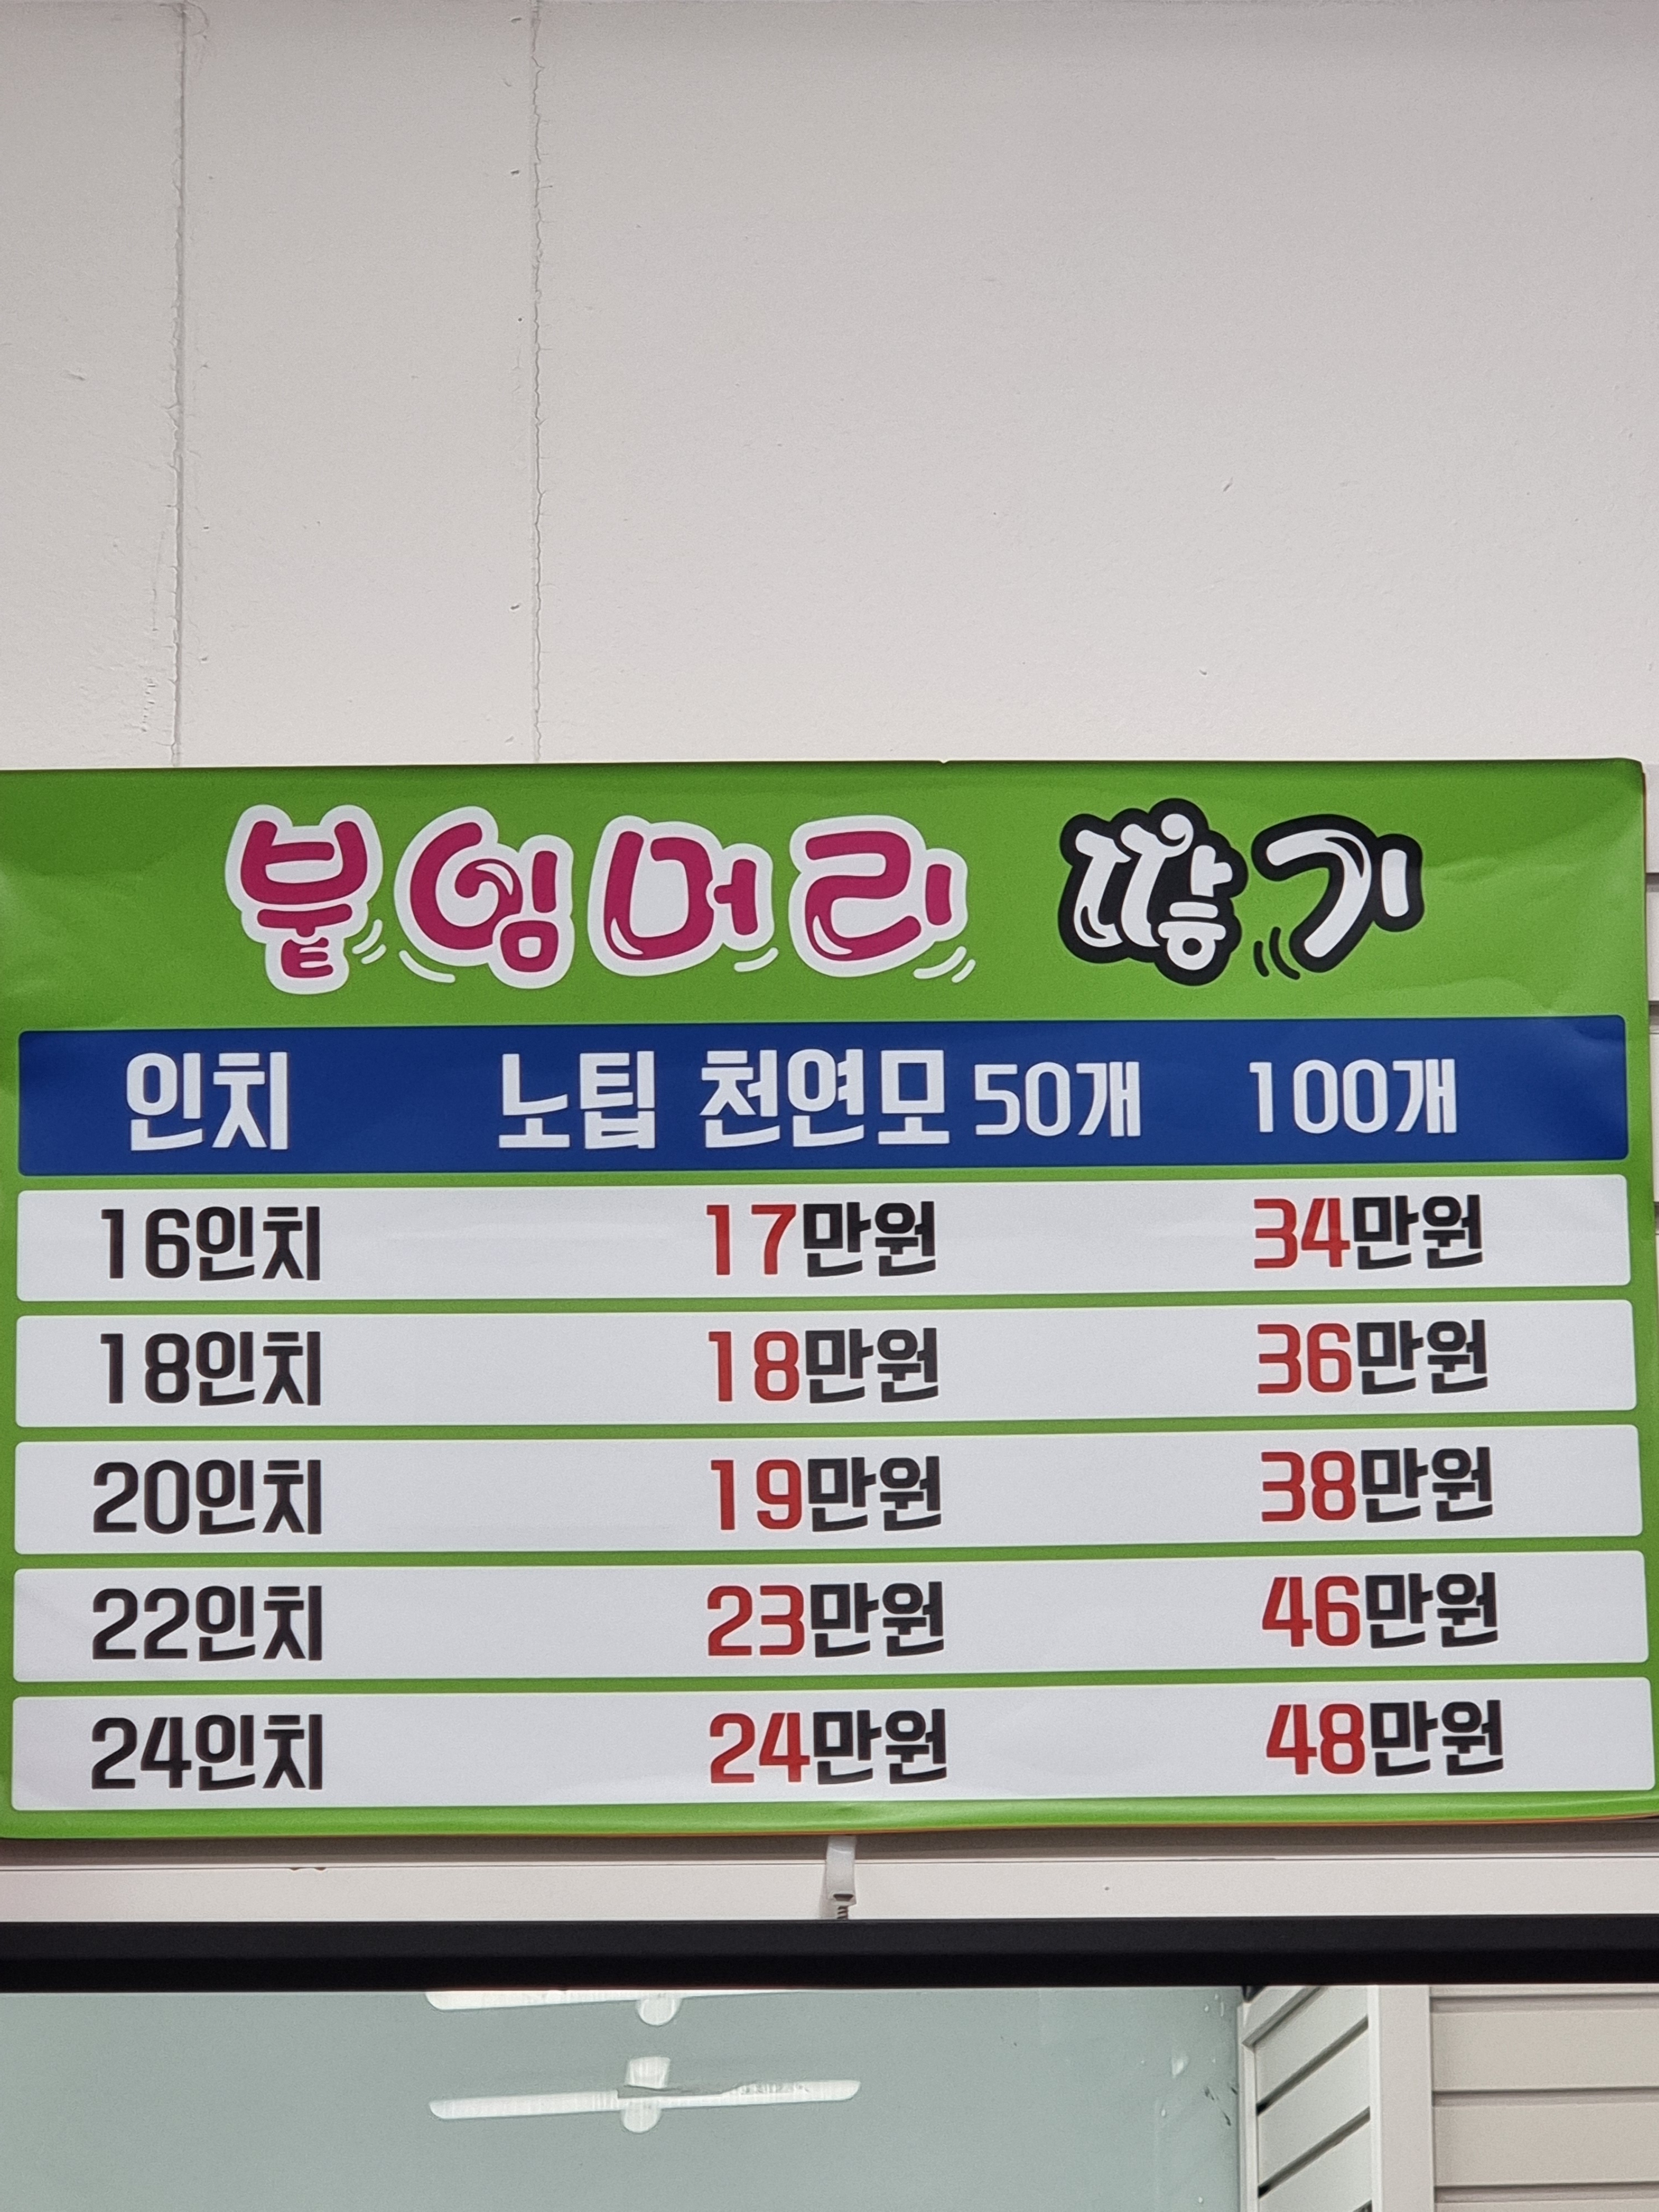 붙임머리 땋기
인치 노팁 천연모 50개 100개
16인치 17만원 34만원
18인치 18만원 36만원
20인치 19만원 38만원
22인치 23만원 46만원
24인치 24만원 48만원